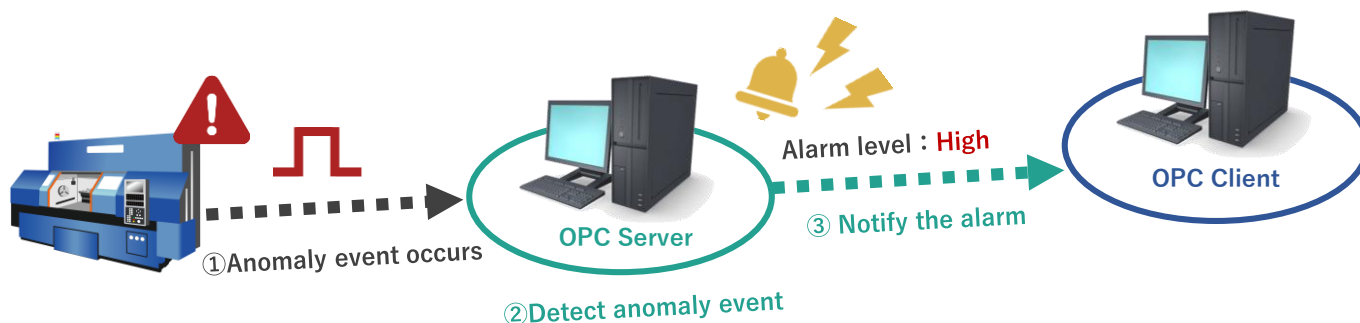 ①Anomaly event occurs
OPC Server
②Detect anomaly event
Alarm level：High
③ Notify the alarm
OPC Client